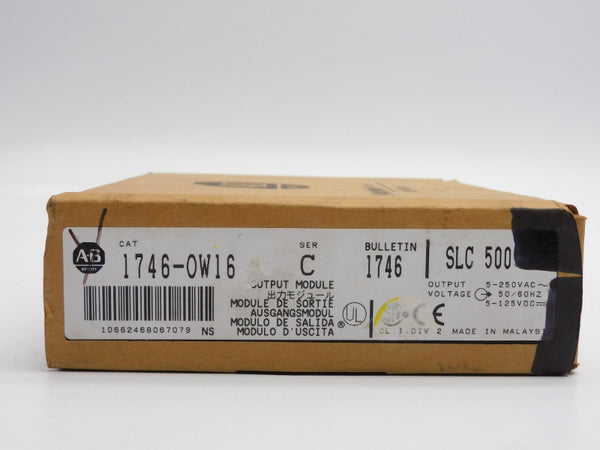 CAT SER BULLETIN
A-B 1746-OW16 C 1746 SLC 500
OUTPUT MODULE
出力モジュール
MODULE DE SORTIE
AUSGANGSMODUL
MODULO DE SALIDA
MODULO D'USCITA
10662468067079 NS
OUTPUT VOLTAGE
5-250VAC~
50/60HZ
5-125VDC
UL ® CE
CL I, DIV 2 MADE IN MALAYSI